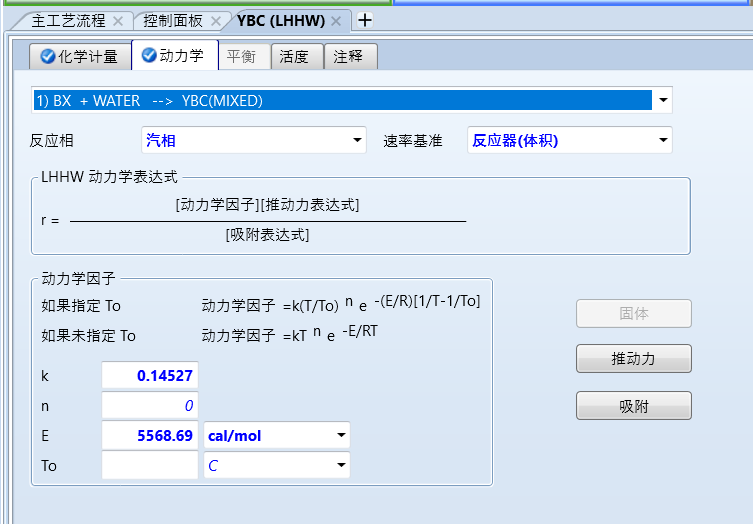 主工艺流程 × 控制面板 × YBC (LHHW) × +
化学计量 动力学 平衡 活度 注释
1) BX + WATER --> YBC(MIXED)
反应相 汽相 速率基准 反应器(体积)
LHHW 动力学表达式
[动力学因子][推动力表达式]
r =
[吸附表达式]
动力学因子
如果指定 To 动力学因子 =k(T/To) n e -(E/R)[1/T-1/To]
如果未指定 To 动力学因子 =kT n e -E/RT
固体
推动力
吸附
k 0.14527
n 0
E 5568.69 cal/mol
To C